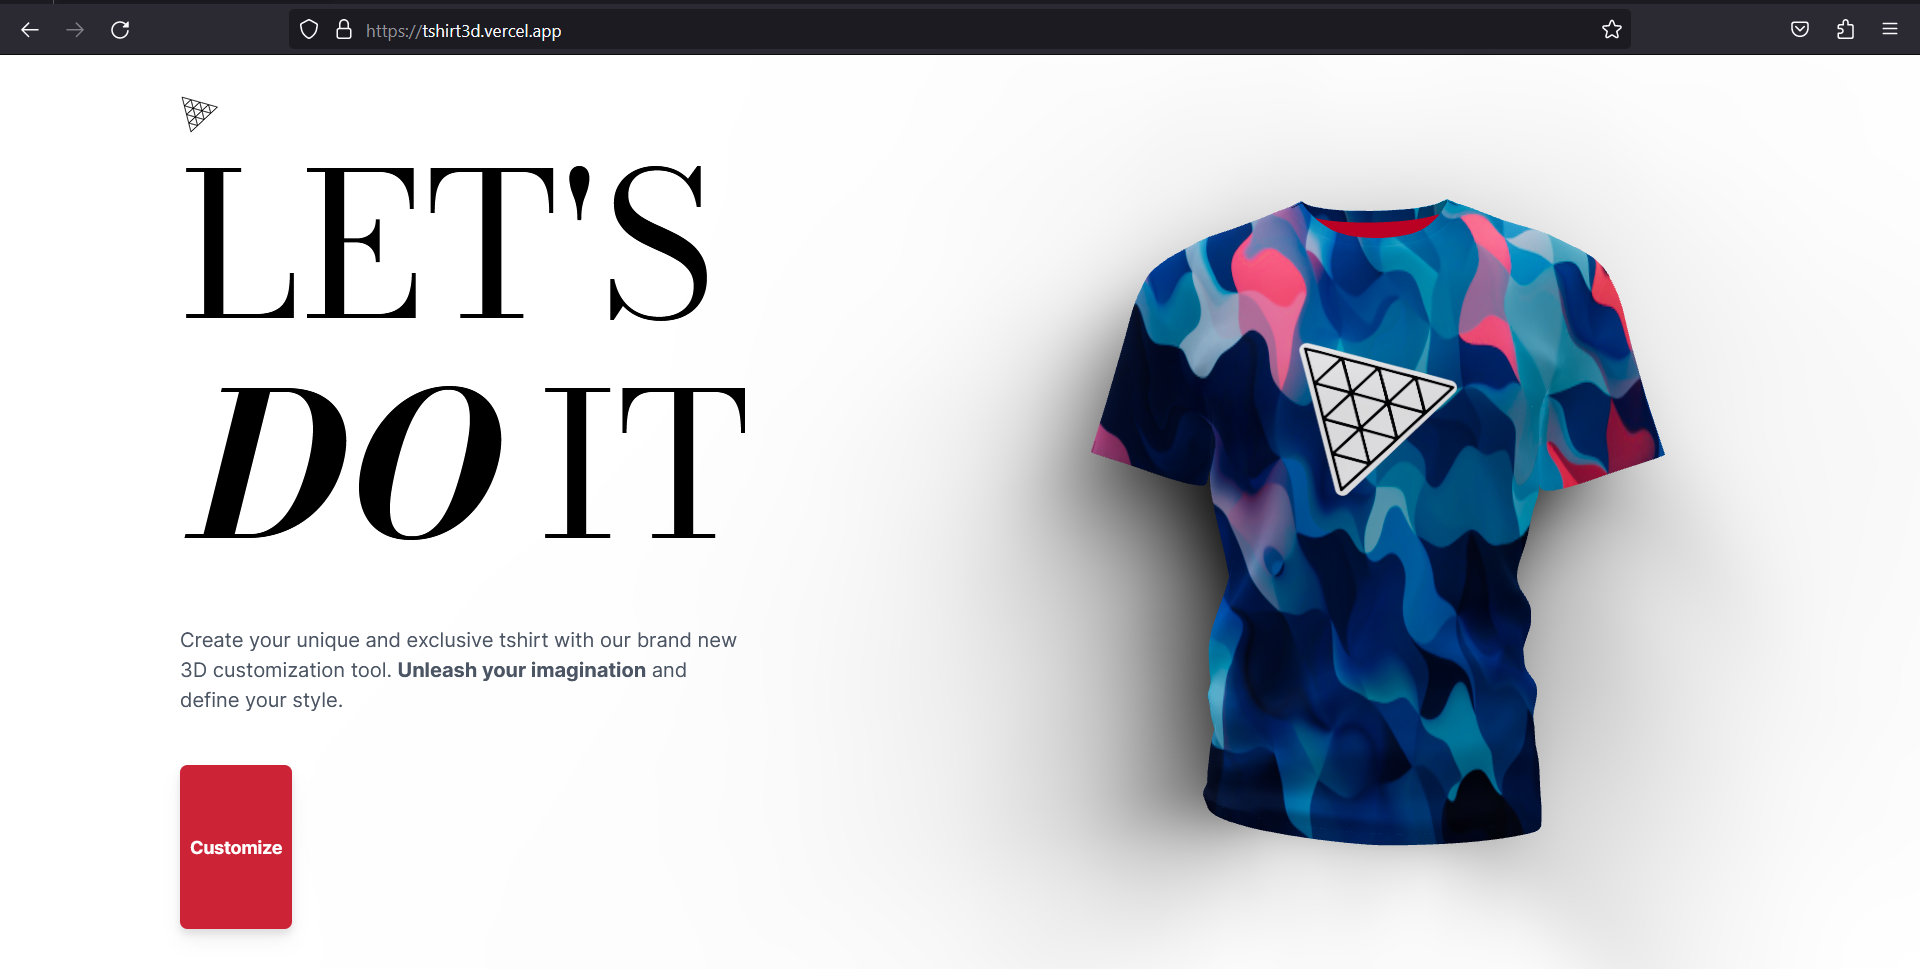 https://tshirt3d.vercel.app
LET'S
DO IT
Create your unique and exclusive tshirt with our brand new
3D customization tool. Unleash your imagination and
define your style.
Customize